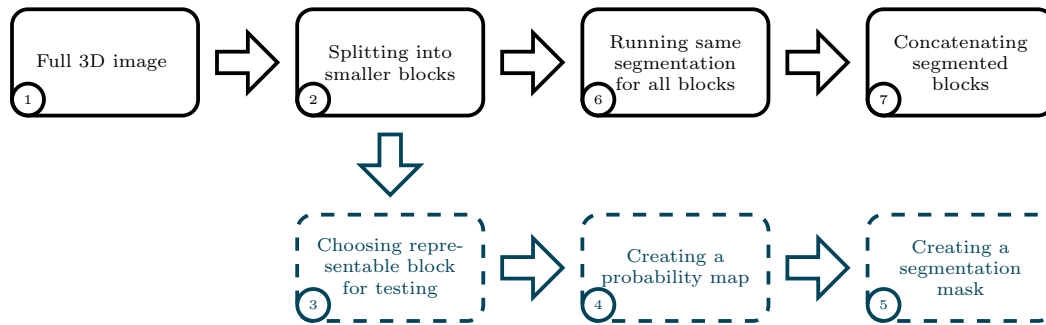 Full 3D image
1
Splitting into
smaller blocks
2
Running same
segmentation
for all blocks
6
Concatenating
segmented
blocks
7
Choosing repre-
sentable block
for testing
3
Creating a
probability map
4
Creating a
segmentation
mask
5